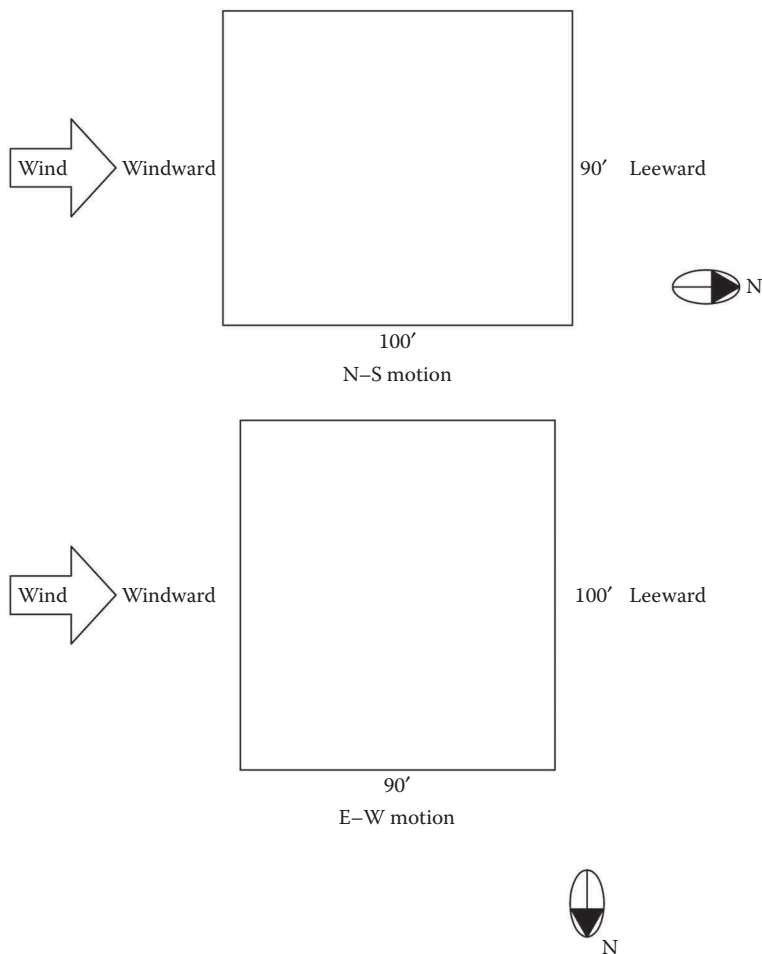 Wind Windward 90′ Leeward
N
100′
N–S motion
Wind Windward 100′ Leeward
90′
E–W motion
N